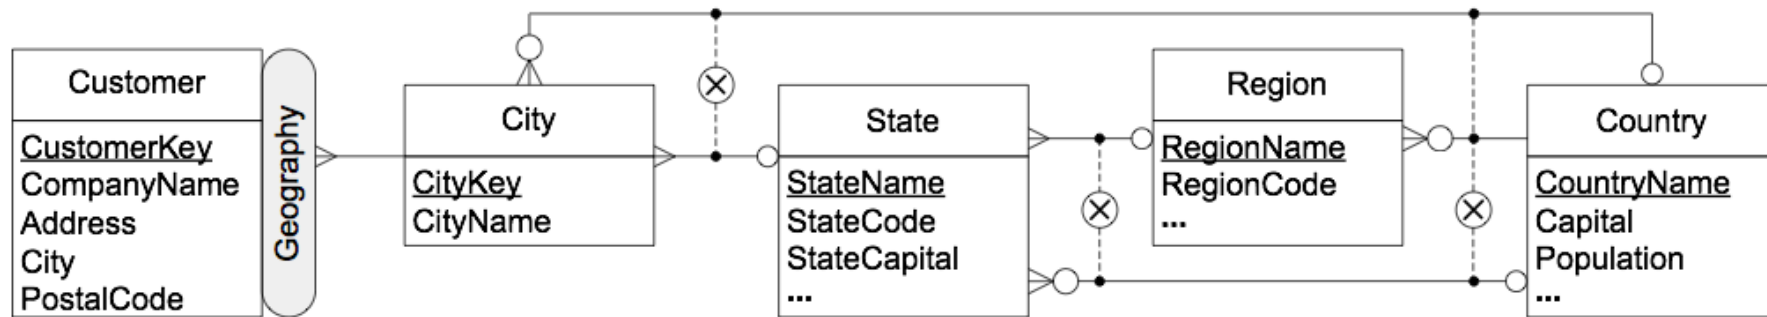 Customer
CustomerKey
CompanyName
Address
City
PostalCode
Geography
City
CityKey
CityName
State
StateName
StateCode
StateCapital
...
Region
RegionName
RegionCode
...
Country
CountryName
Capital
Population
...